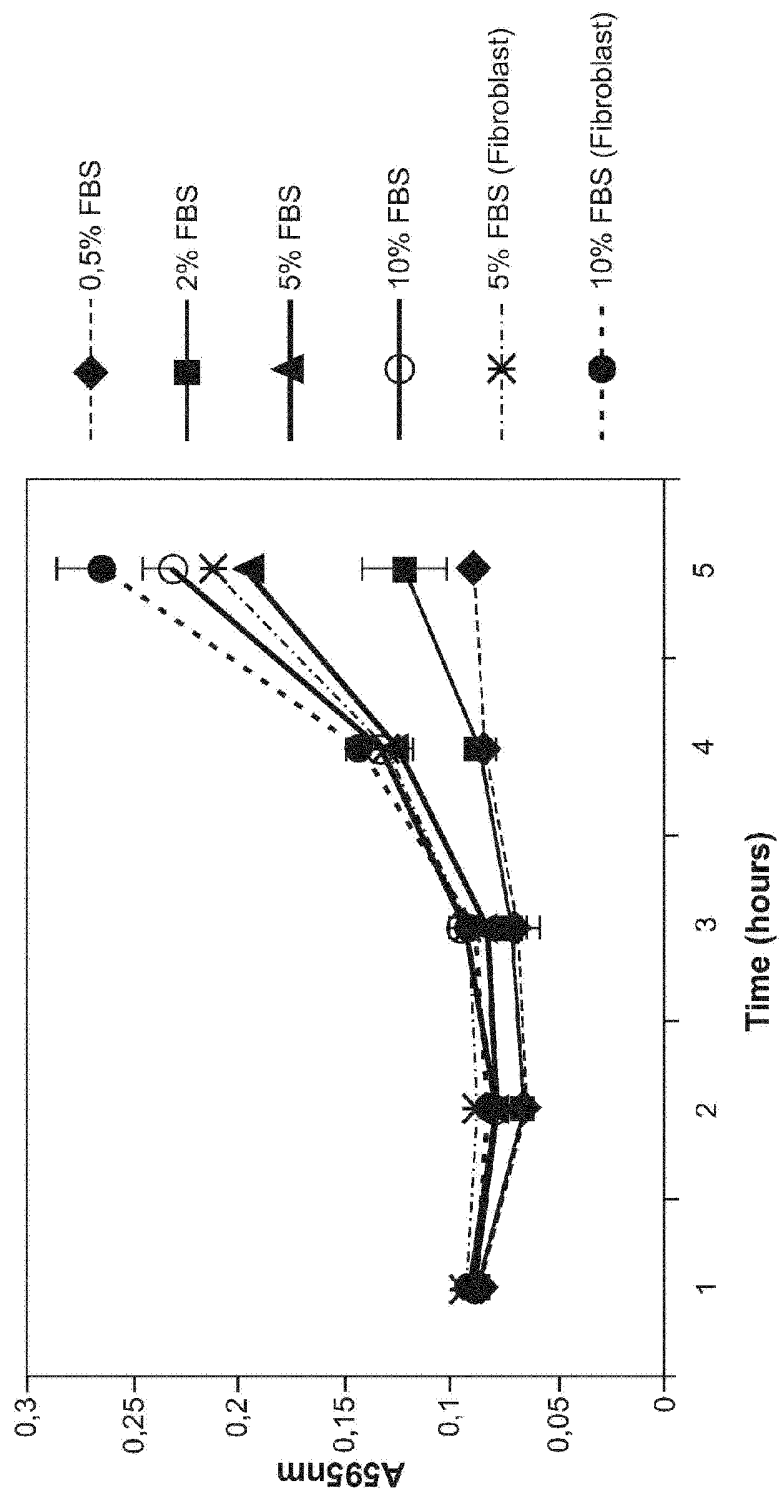 A595nm
0,3
0,25
0,2
0,15
0,1
0,05
0
1
2
3
4
5
Time (hours)
0,5% FBS
2% FBS
5% FBS
10% FBS
5% FBS (Fibroblast)
10% FBS (Fibroblast)